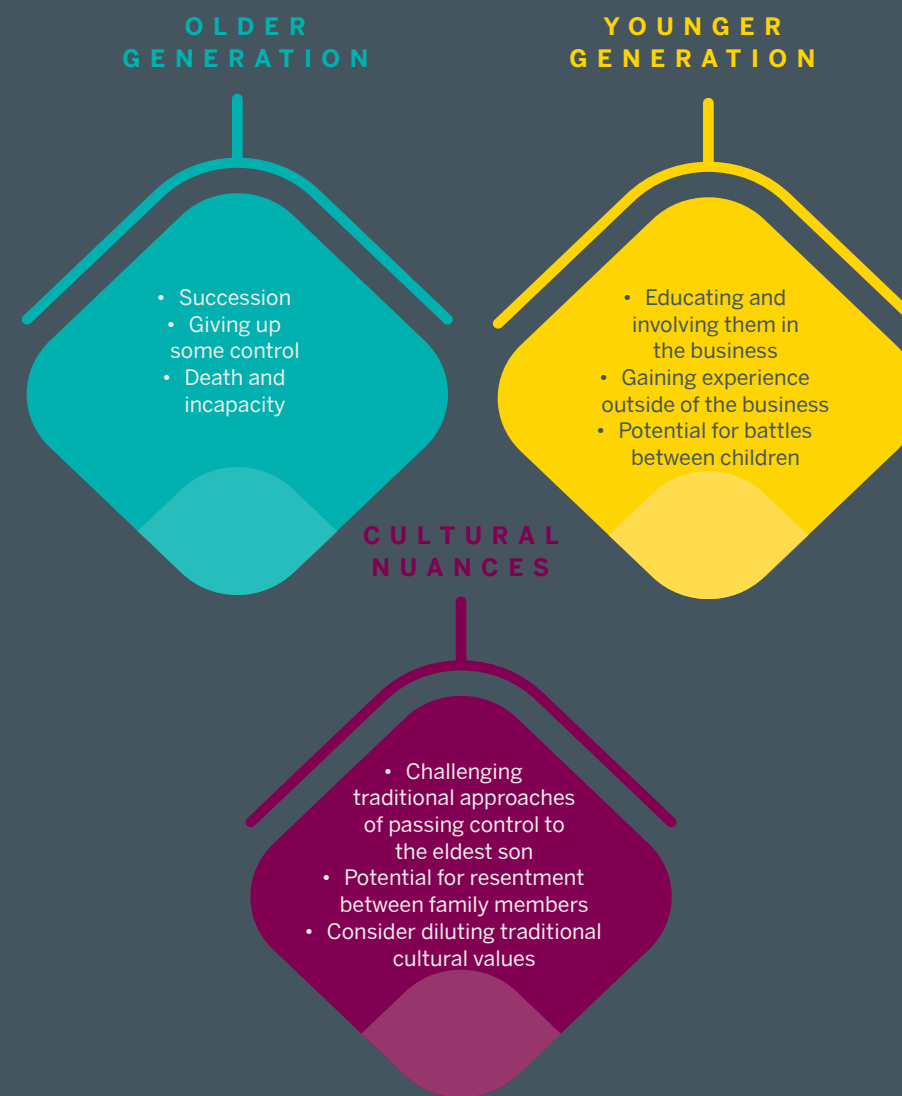 OLDER
GENERATION
• Succession
• Giving up
some control
• Death and
incapacity
YOUNGER
GENERATION
• Educating and
involving them in
the business
• Gaining experience
outside of the business
• Potential for battles
between children
CULTURAL
NUANCES
• Challenging
traditional approaches
of passing control to
the eldest son
• Potential for resentment
between family members
• Consider diluting traditional
cultural values